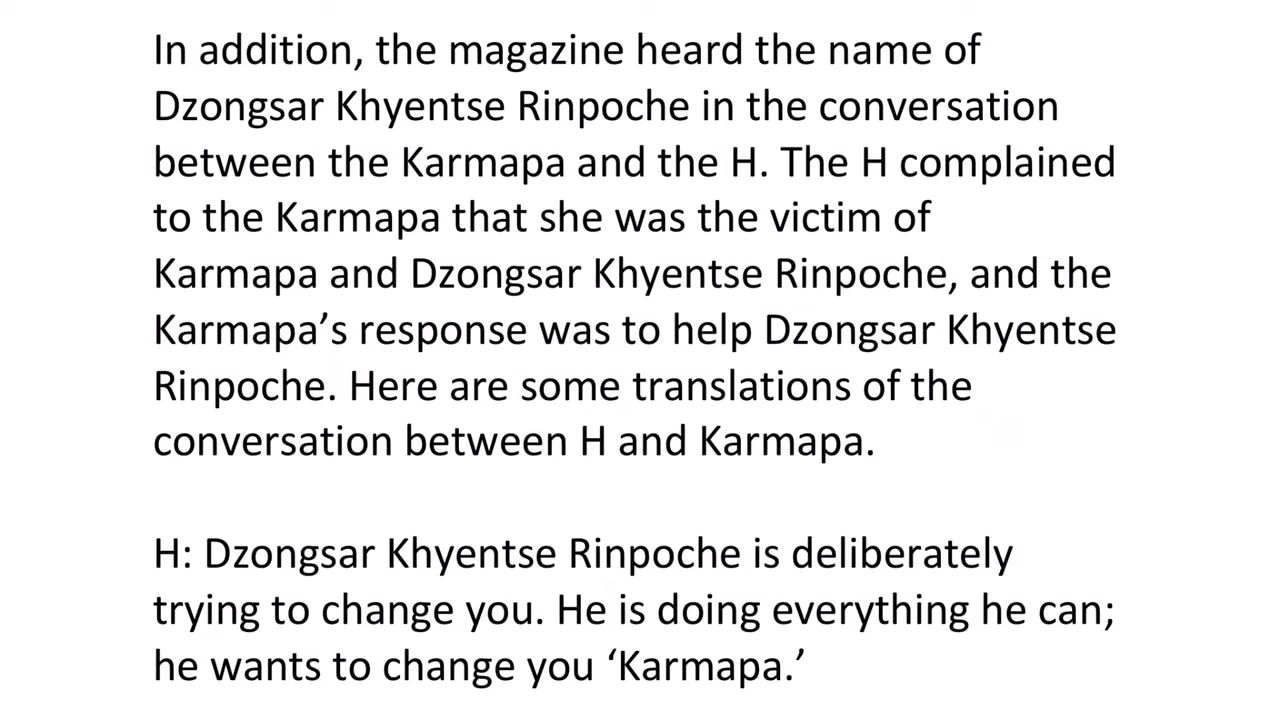 In addition, the magazine heard the name of
Dzongsar Khyentse Rinpoche in the conversation
between the Karmapa and the H. The H complained
to the Karmapa that she was the victim of
Karmapa and Dzongsar Khyentse Rinpoche, and the
Karmapa’s response was to help Dzongsar Khyentse
Rinpoche. Here are some translations of the
conversation between H and Karmapa.
H: Dzongsar Khyentse Rinpoche is deliberately
trying to change you. He is doing everything he can;
he wants to change you ‘Karmapa.’